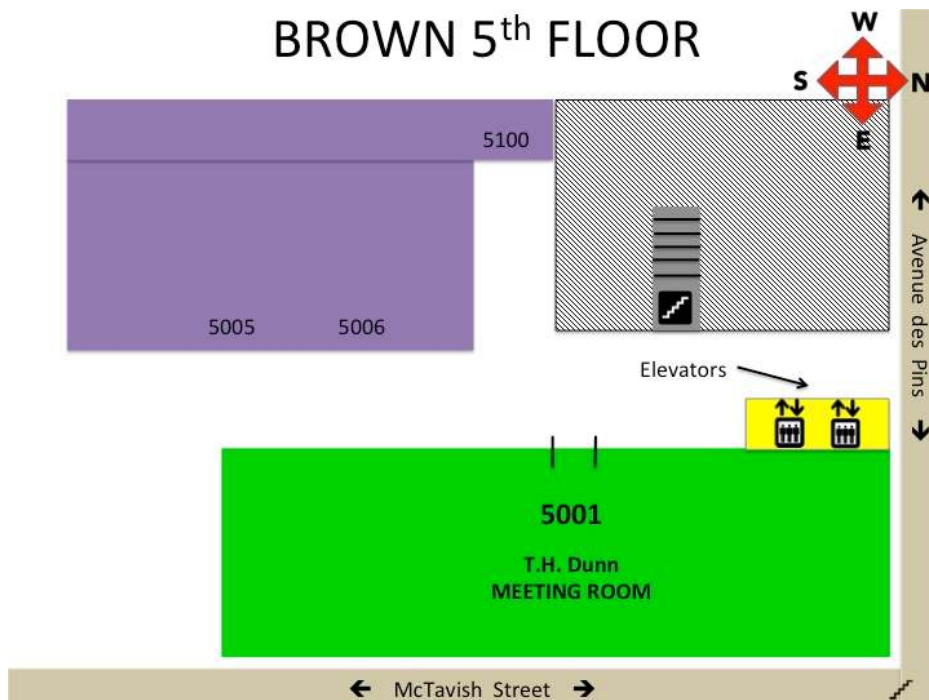 BROWN 5th FLOOR
W
S
N
E
5100
5005
5006
Elevators
Avenue des Pins
5001
T.H. Dunn
MEETING ROOM
McTavish Street